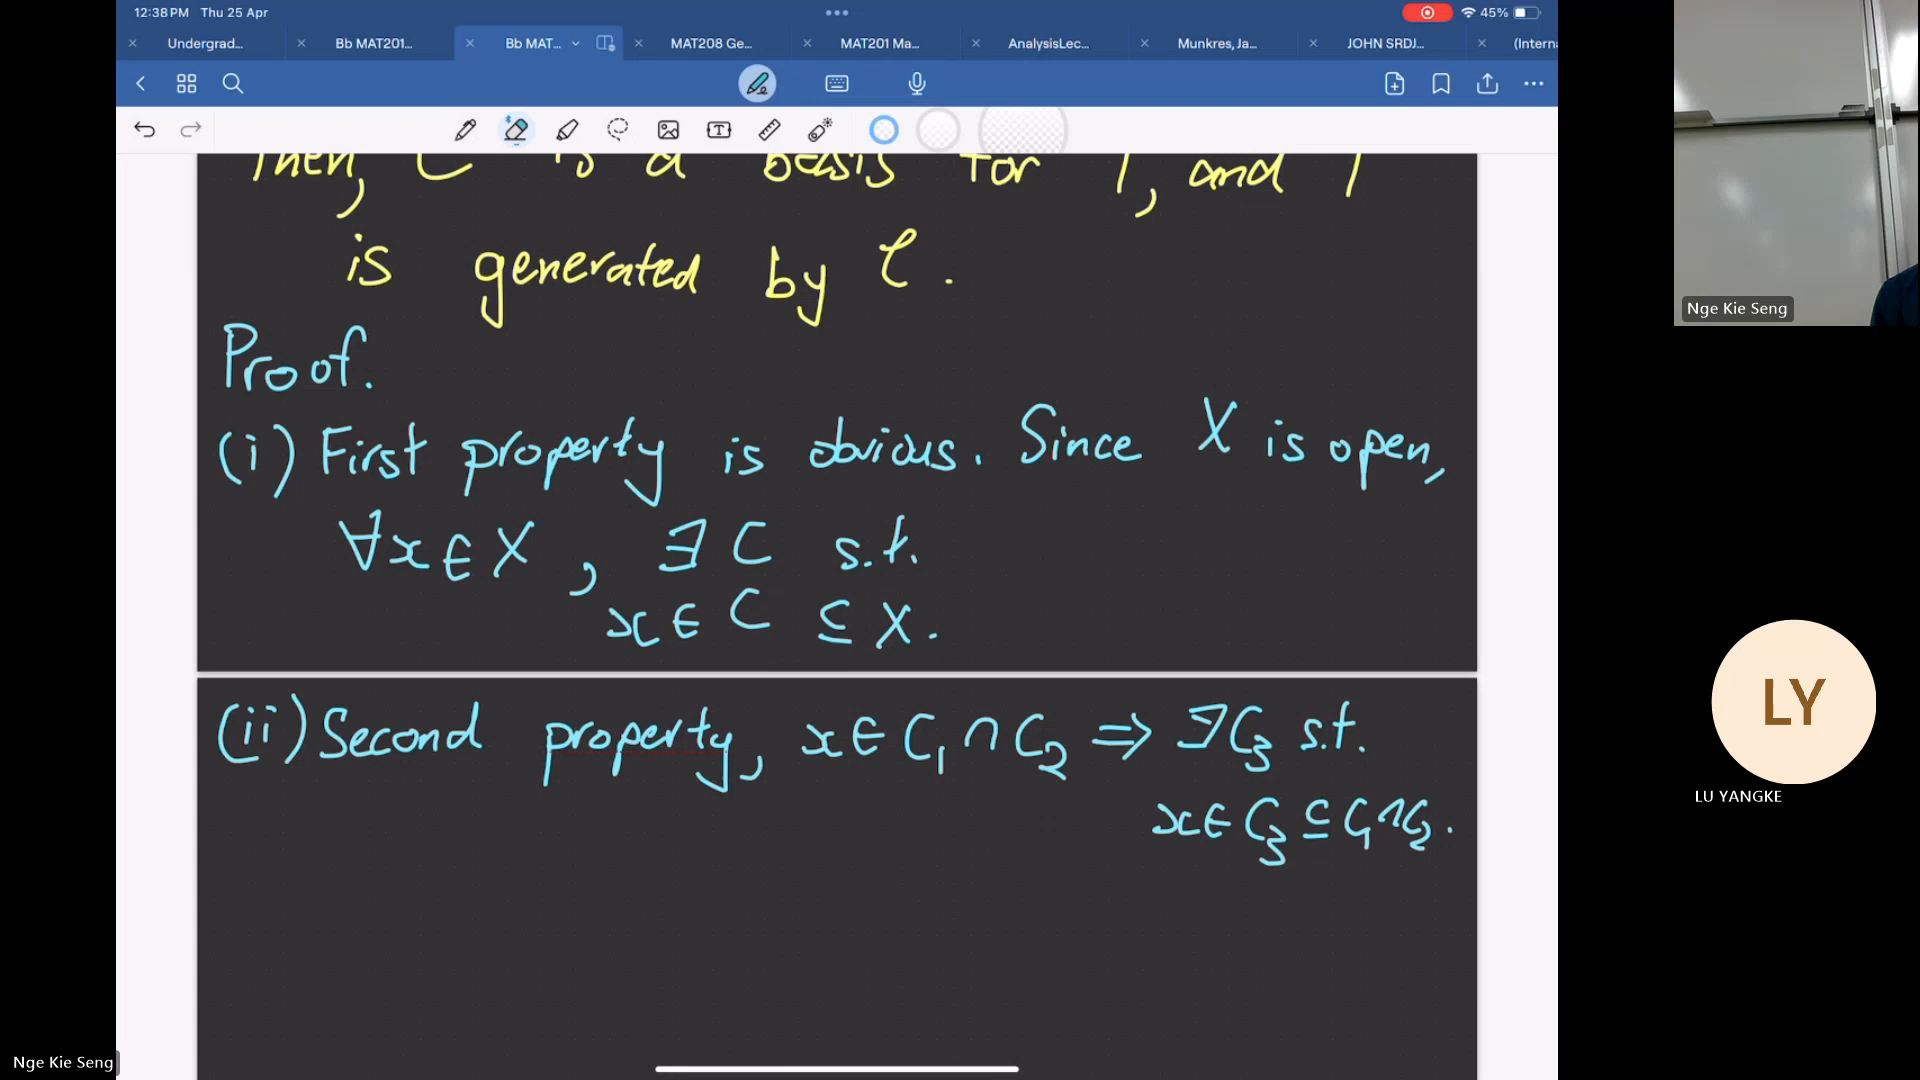 12:38 PM Thu 25 Apr
45%
Undergrad...
Bb MAT201...
Bb MAT...
MAT208 Ge...
MAT201 Ma...
AnalysisLec...
Munkres, Ja...
JOHN SRDJ...
(Interna
Then, C is a basis for T, and T
is generated by C.
Proof.
(i) First property is obvious. Since X is open,
∀x ∈ X, ∃ C s.t.
x ∈ C ⊆ X.
(ii) Second property, x ∈ C₁ ∩ C₂ ⇒ ∃C₃ s.t.
x ∈ C₃ ⊆ C₁ ∩ C₂.
Nge Kie Seng
LY
LU YANGKE
Nge Kie Seng